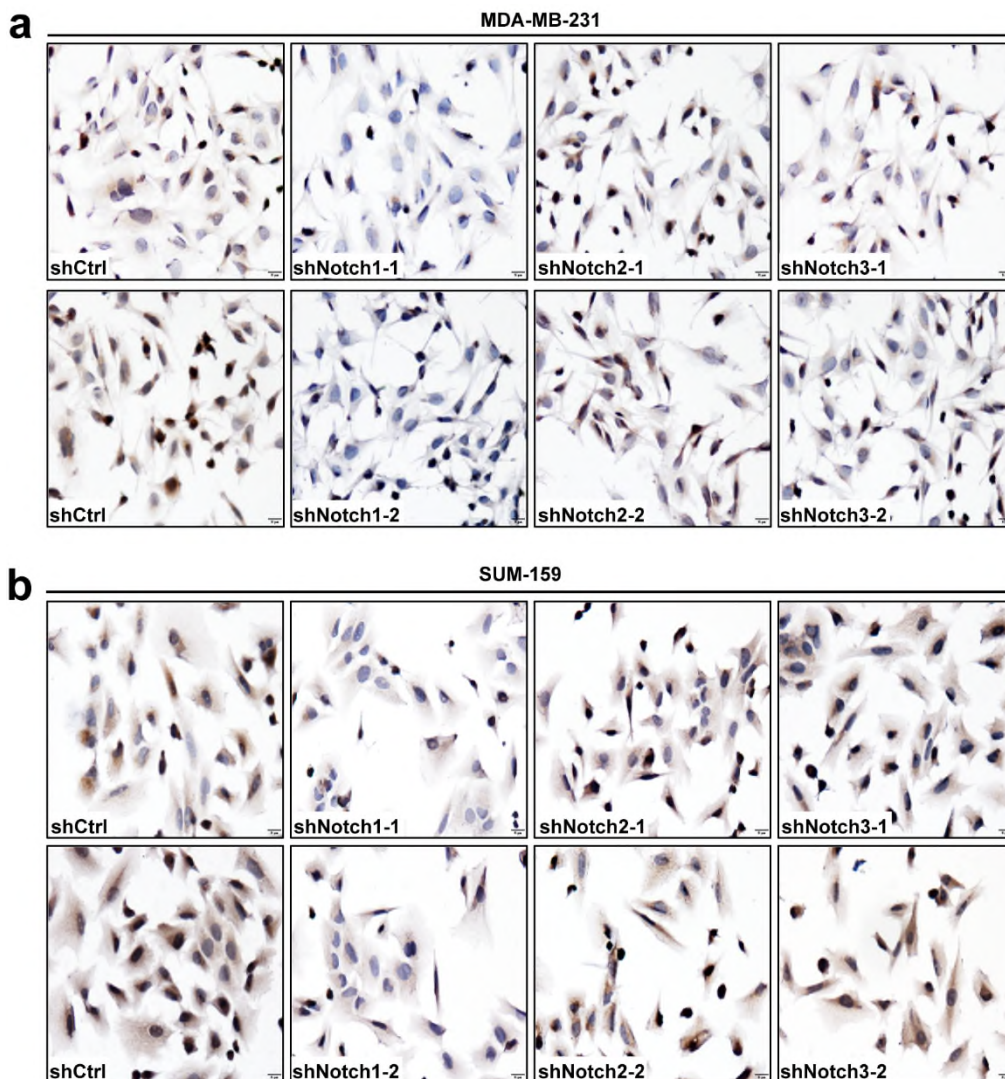 a
MDA-MB-231
shCtrl
shNotch1-1
shNotch2-1
shNotch3-1
shCtrl
shNotch1-2
shNotch2-2
shNotch3-2
b
SUM-159
shCtrl
shNotch1-1
shNotch2-1
shNotch3-1
shCtrl
shNotch1-2
shNotch2-2
shNotch3-2